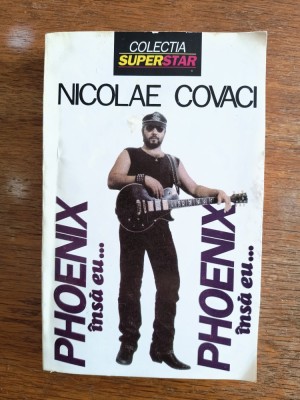 COLECTIA
SUPERSTAR
NICOLAE COVACI
PHOENIX
însă eu...
PHOENIX
însă eu...